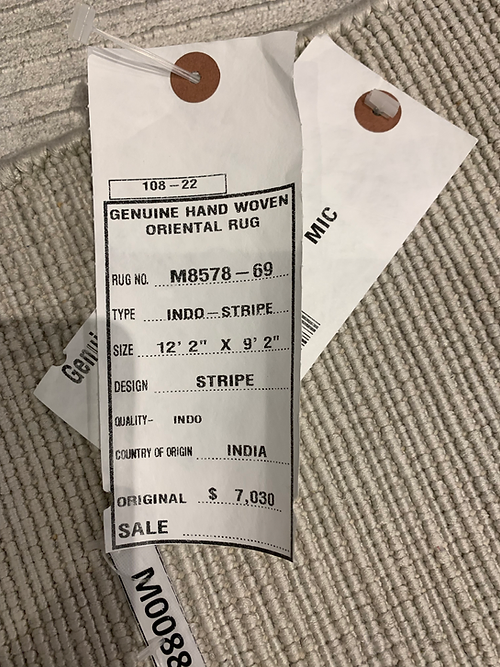 108-22
GENUINE HAND WOVEN
ORIENTAL RUG
RUG NO. M8578-69
TYPE INDO-STRIPE
SIZE 12' 2" X 9' 2"
DESIGN STRIPE
QUALITY- INDO
COUNTRY OF ORIGIN INDIA
ORIGINAL $ 7,030
SALE
MIC
Genui
M0088